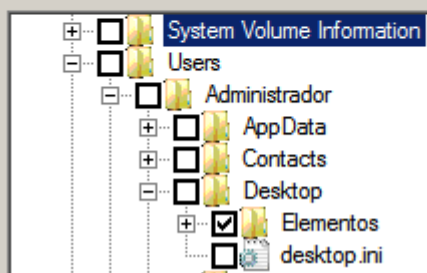 System Volume Information
Users
Administrador
AppData
Contacts
Desktop
Elementos
desktop.ini